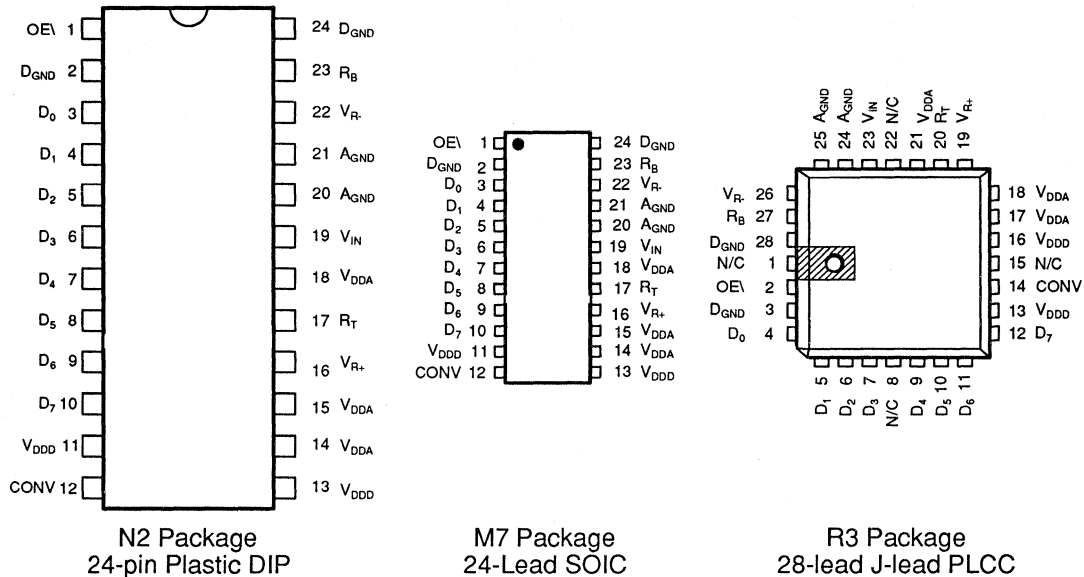 OE\ 1
D_GND 2
D_0 3
D_1 4
D_2 5
D_3 6
D_4 7
D_5 8
D_6 9
D_7 10
V_DDD 11
CONV 12
24 D_GND
23 R_B
22 V_R-
21 A_GND
20 A_GND
19 V_IN
18 V_DDA
17 R_T
16 V_R+
15 V_DDA
14 V_DDA
13 V_DDD
N2 Package
24-pin Plastic DIP
OE\ 1
D_GND 2
D_0 3
D_1 4
D_2 5
D_3 6
D_4 7
D_5 8
D_6 9
D_7 10
V_DDD 11
CONV 12
24 D_GND
23 R_B
22 V_R-
21 A_GND
20 A_GND
19 V_IN
18 V_DDA
17 R_T
16 V_R+
15 V_DDA
14 V_DDA
13 V_DDD
M7 Package
24-Lead SOIC
25 A_GND
24 A_GND
23 V_IN
22 N/C
21 V_DDA
20 R_T
19 V_R+
V_R- 26
R_B 27
D_GND 28
N/C 1
OE\ 2
D_GND 3
D_0 4
18 V_DDA
17 V_DDA
16 V_DDD
15 N/C
14 CONV
13 V_DDD
12 D_7
D_1 5
D_2 6
D_3 7
N/C 8
D_4 9
D_5 10
D_6 11
R3 Package
28-lead J-lead PLCC